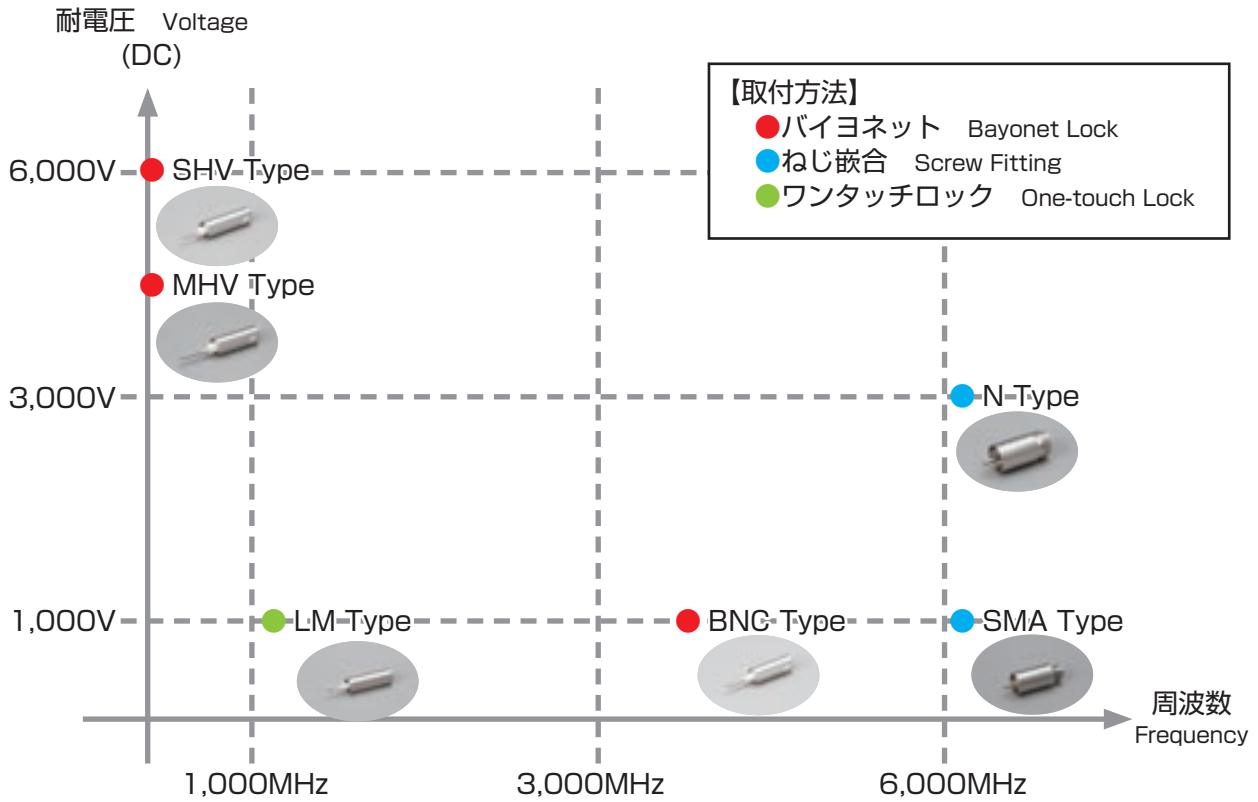 耐電圧 Voltage
(DC)
【取付方法】
バイヨネット Bayonet Lock
ねじ嵌合 Screw Fitting
ワンタッチロック One-touch Lock
6,000V
SHV Type
MHV Type
3,000V
N Type
1,000V
LM Type
BNC Type
SMA Type
周波数
Frequency
1,000MHz
3,000MHz
6,000MHz